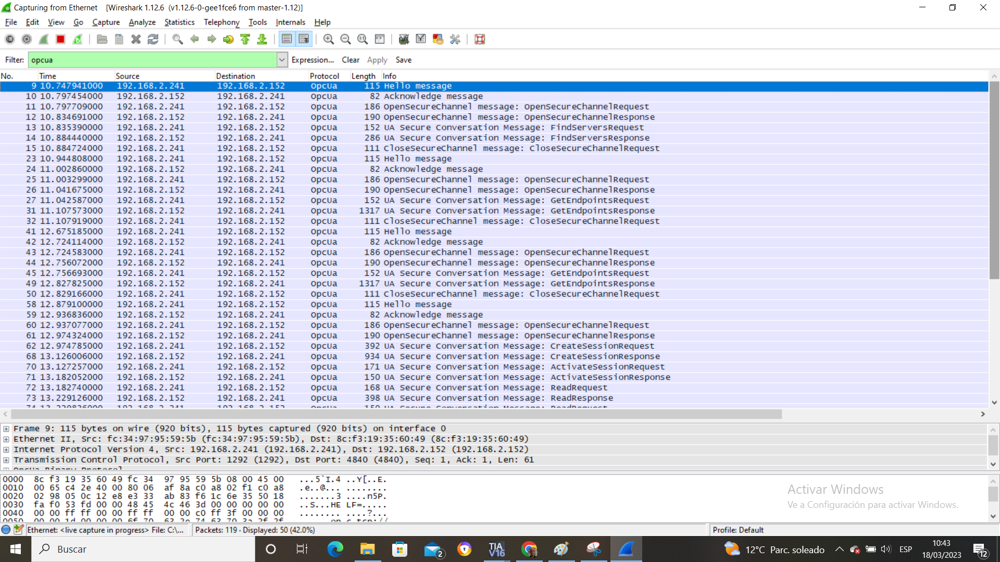 Capturing from Ethernet [Wireshark 1.12.6 (v1.12.6-0-gee1fce6 from master-1.12)]
File Edit View Go Capture Analyze Statistics Telephony Tools Internals Help
Filter: opcua Expression... Clear Apply Save
No. Time Source Destination Protocol Length Info
9 10.747941000 192.168.2.241 192.168.2.152 OpcUa 115 Hello message
10 10.797454000 192.168.2.152 192.168.2.241 OpcUa 82 Acknowledge message
11 10.797709000 192.168.2.241 192.168.2.152 OpcUa 186 OpenSecureChannel message: OpenSecureChannelRequest
12 10.834691000 192.168.2.152 192.168.2.241 OpcUa 190 OpenSecureChannel message: OpenSecureChannelResponse
13 10.835390000 192.168.2.241 192.168.2.152 OpcUa 152 UA Secure Conversation Message: FindServersRequest
14 10.884440000 192.168.2.152 192.168.2.241 OpcUa 286 UA Secure Conversation Message: FindServersResponse
15 10.884724000 192.168.2.241 192.168.2.152 OpcUa 111 CloseSecureChannel message: CloseSecureChannelRequest
23 10.944808000 192.168.2.241 192.168.2.152 OpcUa 115 Hello message
24 11.002860000 192.168.2.152 192.168.2.241 OpcUa 82 Acknowledge message
25 11.003299000 192.168.2.241 192.168.2.152 OpcUa 186 OpenSecureChannel message: OpenSecureChannelRequest
26 11.041675000 192.168.2.152 192.168.2.241 OpcUa 190 OpenSecureChannel message: OpenSecureChannelResponse
27 11.042587000 192.168.2.241 192.168.2.152 OpcUa 152 UA Secure Conversation Message: GetEndpointsRequest
31 11.107573000 192.168.2.152 192.168.2.241 OpcUa 1317 UA Secure Conversation Message: GetEndpointsResponse
32 11.107919000 192.168.2.241 192.168.2.152 OpcUa 111 CloseSecureChannel message: CloseSecureChannelRequest
41 12.675185000 192.168.2.241 192.168.2.152 OpcUa 115 Hello message
42 12.724114000 192.168.2.152 192.168.2.241 OpcUa 82 Acknowledge message
43 12.724583000 192.168.2.241 192.168.2.152 OpcUa 186 OpenSecureChannel message: OpenSecureChannelRequest
44 12.756072000 192.168.2.152 192.168.2.241 OpcUa 190 OpenSecureChannel message: OpenSecureChannelResponse
45 12.756693000 192.168.2.241 192.168.2.152 OpcUa 152 UA Secure Conversation Message: GetEndpointsRequest
49 12.827825000 192.168.2.152 192.168.2.241 OpcUa 1317 UA Secure Conversation Message: GetEndpointsResponse
50 12.829166000 192.168.2.241 192.168.2.152 OpcUa 111 CloseSecureChannel message: CloseSecureChannelRequest
58 12.879100000 192.168.2.241 192.168.2.152 OpcUa 115 Hello message
59 12.936836000 192.168.2.152 192.168.2.241 OpcUa 82 Acknowledge message
60 12.937077000 192.168.2.241 192.168.2.152 OpcUa 186 OpenSecureChannel message: OpenSecureChannelRequest
61 12.974324000 192.168.2.152 192.168.2.241 OpcUa 190 OpenSecureChannel message: OpenSecureChannelResponse
62 12.974785000 192.168.2.241 192.168.2.152 OpcUa 392 UA Secure Conversation Message: CreateSessionRequest
68 13.126006000 192.168.2.152 192.168.2.241 OpcUa 934 UA Secure Conversation Message: CreateSessionResponse
70 13.127257000 192.168.2.241 192.168.2.152 OpcUa 171 UA Secure Conversation Message: ActivateSessionRequest
71 13.182052000 192.168.2.152 192.168.2.241 OpcUa 150 UA Secure Conversation Message: ActivateSessionResponse
72 13.182740000 192.168.2.241 192.168.2.152 OpcUa 168 UA Secure Conversation Message: ReadRequest
73 13.229126000 192.168.2.152 192.168.2.241 OpcUa 398 UA Secure Conversation Message: ReadResponse
Frame 9: 115 bytes on wire (920 bits), 115 bytes captured (920 bits) on interface 0
Ethernet II, Src: fc:34:97:95:59:5b (fc:34:97:95:59:5b), Dst: 8c:f3:19:35:60:49 (8c:f3:19:35:60:49)
Internet Protocol Version 4, Src: 192.168.2.241 (192.168.2.241), Dst: 192.168.2.152 (192.168.2.152)
Transmission Control Protocol, Src Port: 1292 (1292), Dst Port: 4840 (4840), Seq: 1, Ack: 1, Len: 61
OpcUa Binary Protocol
0000 8c f3 19 35 60 49 fc 34 97 95 59 5b 08 00 45 00 ...5`I.4 ..Y[..E.
0010 00 65 c4 2e 40 00 80 06 af 8a c0 a8 02 f1 c0 a8 .e..@... ........
0020 02 98 05 0c 12 e8 e3 33 ab 83 f6 1c 6e 35 50 18 .......3 ....n5P.
0030 fa f0 53 fd 00 00 48 45 4c 46 3d 00 00 00 00 00 ..S...HE LF=.....
0040 00 00 ff ff 00 00 ff ff 00 00 c0 ff 3f 00 00 00 ........ ....?...
Activar Windows
Ve a Configuración para activar Windows.
Ethernet: <live capture in progress> File: C:\... Packets: 119 · Displayed: 50 (42.0%) Profile: Default
Buscar
TIA
V16
2
12°C Parc. soleado
ESP
10:43
18/03/2023
12